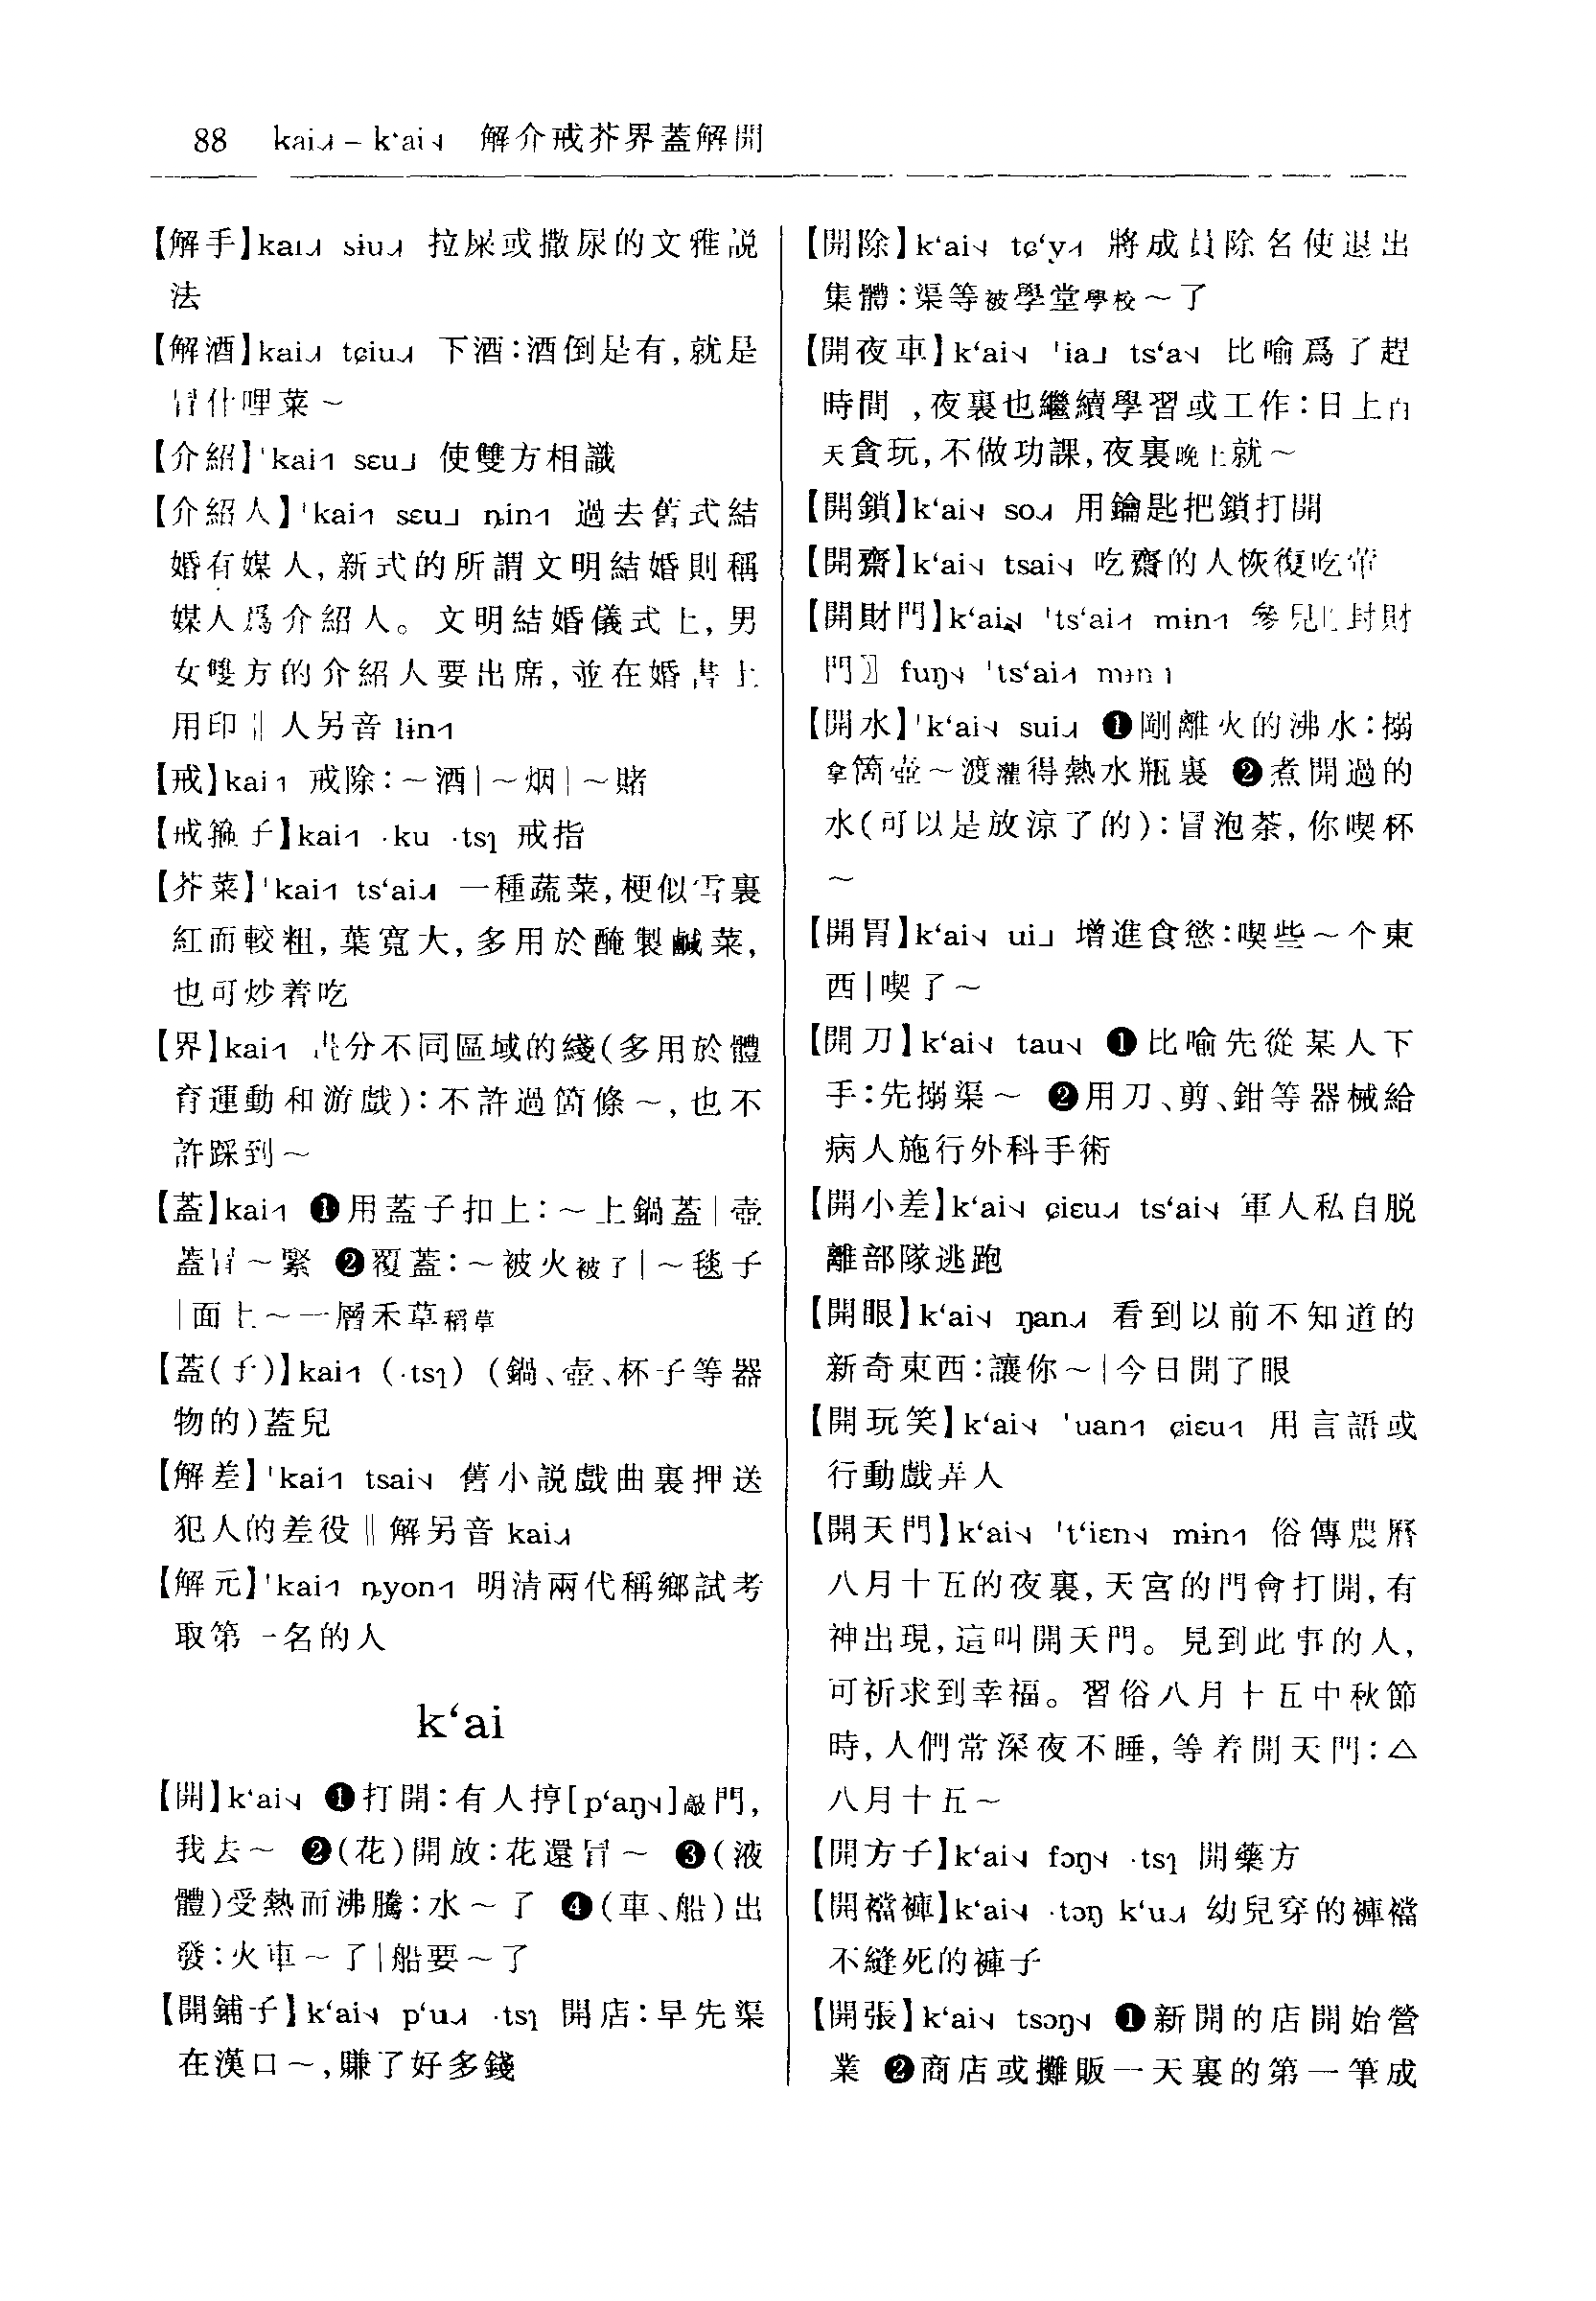 88 kai˨˩˦ – k‘ai˦ 解介戒芥界蓋解開
【解手】kai siu 拉屎或撒尿的文雅説
法
【解酒】kai tɕiu 下酒：酒倒是有，就是
冒什哩菜～
【介紹】ˈkai sɛu 使雙方相識
【介紹人】ˈkai sɛu ȵin 過去舊式結
婚有媒人，新式的所謂文明結婚則稱
媒人爲介紹人。文明結婚儀式上，男
女雙方的介紹人要出席，並在婚書上
用印‖人另音 lɨn
【戒】kai 戒除：～酒|～烟|～賭
【戒箍子】kai ·ku ·tsɿ 戒指
【芥菜】ˈkai ts‘ai 一種蔬菜，梗似雪裏
紅而較粗，葉寬大，多用於醃製鹹菜，
也可炒着吃
【界】kai 劃分不同區域的綫（多用於體
育運動和游戲）：不許過箇條～，也不
許踩到～
【蓋】kai ❶用蓋子扣上：～上鍋蓋|壺
蓋冒～緊 ❷覆蓋：～被火被了|～毯子
|面上～一層禾草稻草
【蓋（子）】kai （·tsɿ）（鍋、壺、杯子等器
物的）蓋兒
【解差】ˈkai tsai 舊小説戲曲裏押送
犯人的差役‖解另音 kai
【解元】ˈkai ȵyon 明清兩代稱鄉試考
取第一名的人
k‘ai
【開】k‘ai ❶打開：有人㨃[p‘aŋ]敲門，
我去～ ❷（花）開放：花還冒～ ❸（液
體）受熱而沸騰：水～了 ❹（車、船）出
發：火車～了|船要～了
【開鋪子】k‘ai p‘u ·tsɿ 開店：早先渠
在漢口～，賺了好多錢
【開除】k‘ai tɕ‘y 將成員除名使退出
集體：渠等被學堂學校～了
【開夜車】k‘ai ˈia ts‘a 比喻爲了趕
時間，夜裏也繼續學習或工作：日上白
天貪玩，不做功課，夜裏晚上就～
【開鎖】k‘ai so 用鑰匙把鎖打開
【開齋】k‘ai tsai 吃齋的人恢復吃葷
【開財門】k‘ai ˈts‘ai mɨn 參見〖封財
門〗 fuŋ ˈts‘ai mɨn
【開水】ˈk‘ai sui ❶剛離火的沸水：搦
拿箇壺～渡灌得熱水瓶裏 ❷煮開過的
水（可以是放涼了的）：冒泡茶，你喫杯
～
【開胃】k‘ai ui 增進食慾：喫些～个東
西|喫了～
【開刀】k‘ai tau ❶比喻先從某人下
手：先搦渠～ ❷用刀、剪、鉗等器械給
病人施行外科手術
【開小差】k‘ai ɕiɛu ts‘ai 軍人私自脱
離部隊逃跑
【開眼】k‘ai ŋan 看到以前不知道的
新奇東西：讓你～|今日開了眼
【開玩笑】k‘ai ˈuan ɕiɛu 用言語或
行動戲弄人
【開天門】k‘ai ˈt‘iɛn mɨn 俗傳農曆
八月十五的夜裏，天宮的門會打開，有
神出現，這叫開天門。見到此事的人，
可祈求到幸福。習俗八月十五中秋節
時，人們常深夜不睡，等着開天門：△
八月十五～
【開方子】k‘ai fɔŋ ·tsɿ 開藥方
【開襠褲】k‘ai ·tɔŋ k‘u 幼兒穿的褲襠
不縫死的褲子
【開張】k‘ai tsɔŋ ❶新開的店開始營
業 ❷商店或攤販一天裏的第一筆成